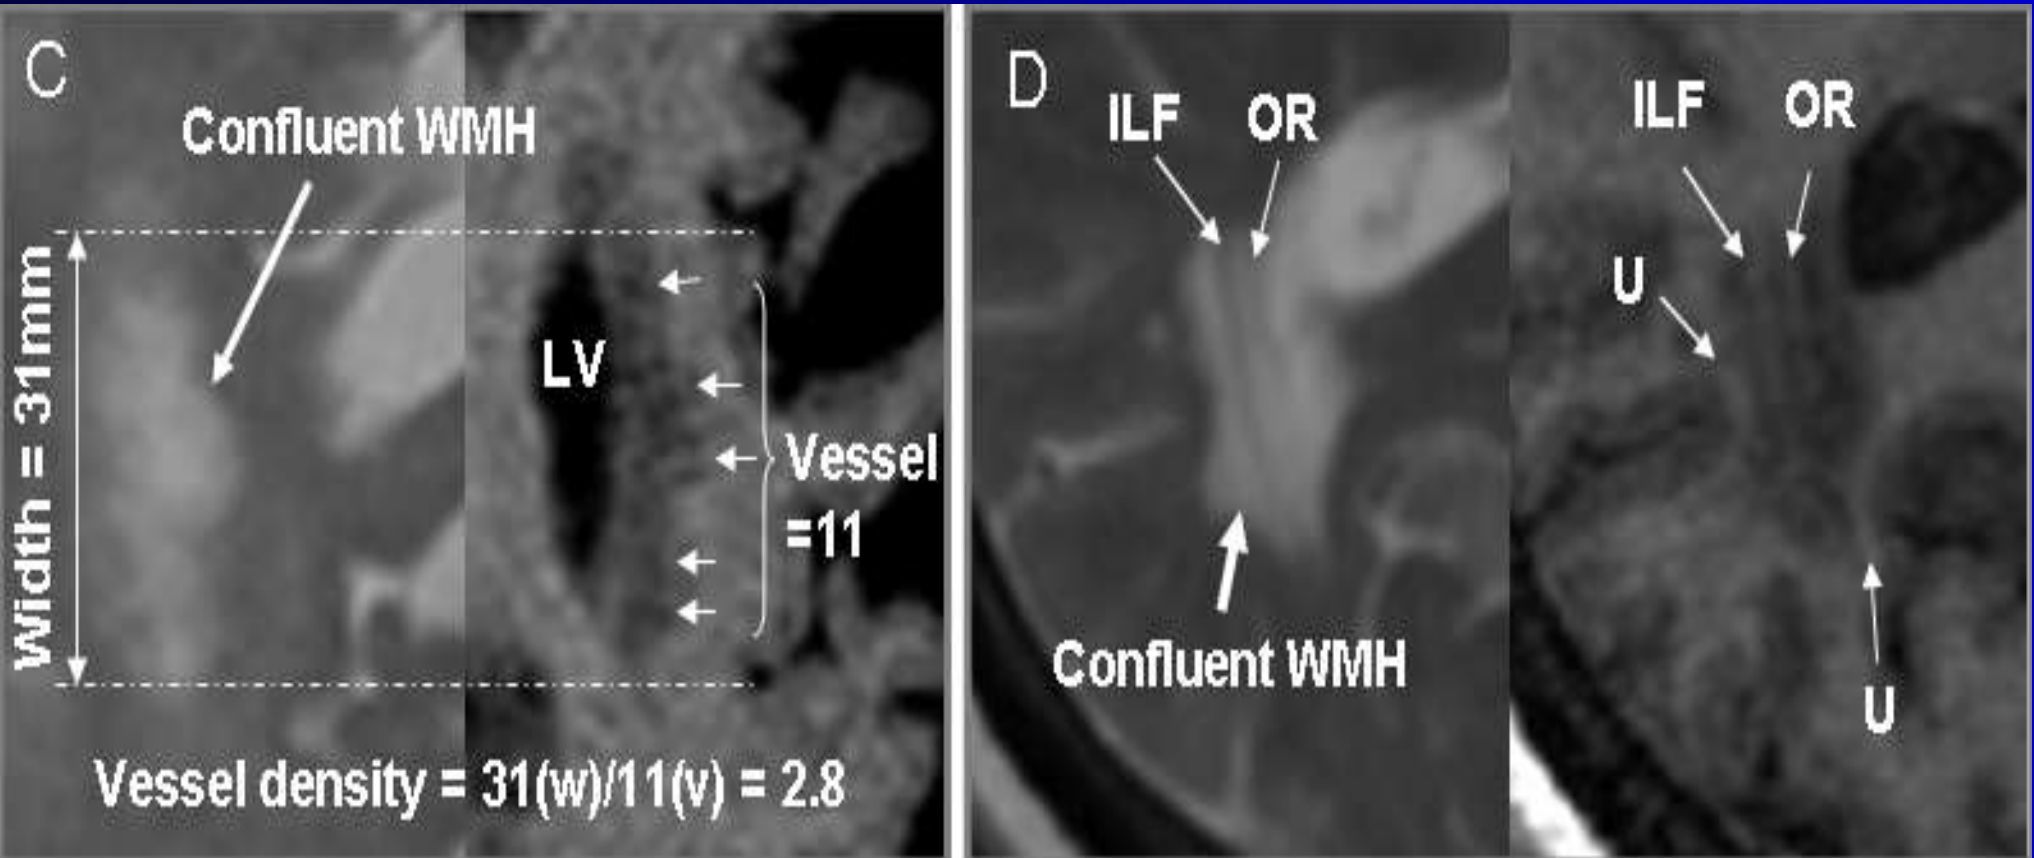 C
Confluent WMH
Width = 31mm
LV
Vessel
=11
Vessel density = 31(w)/11(v) = 2.8
D
ILF OR
ILF OR
U
Confluent WMH
U